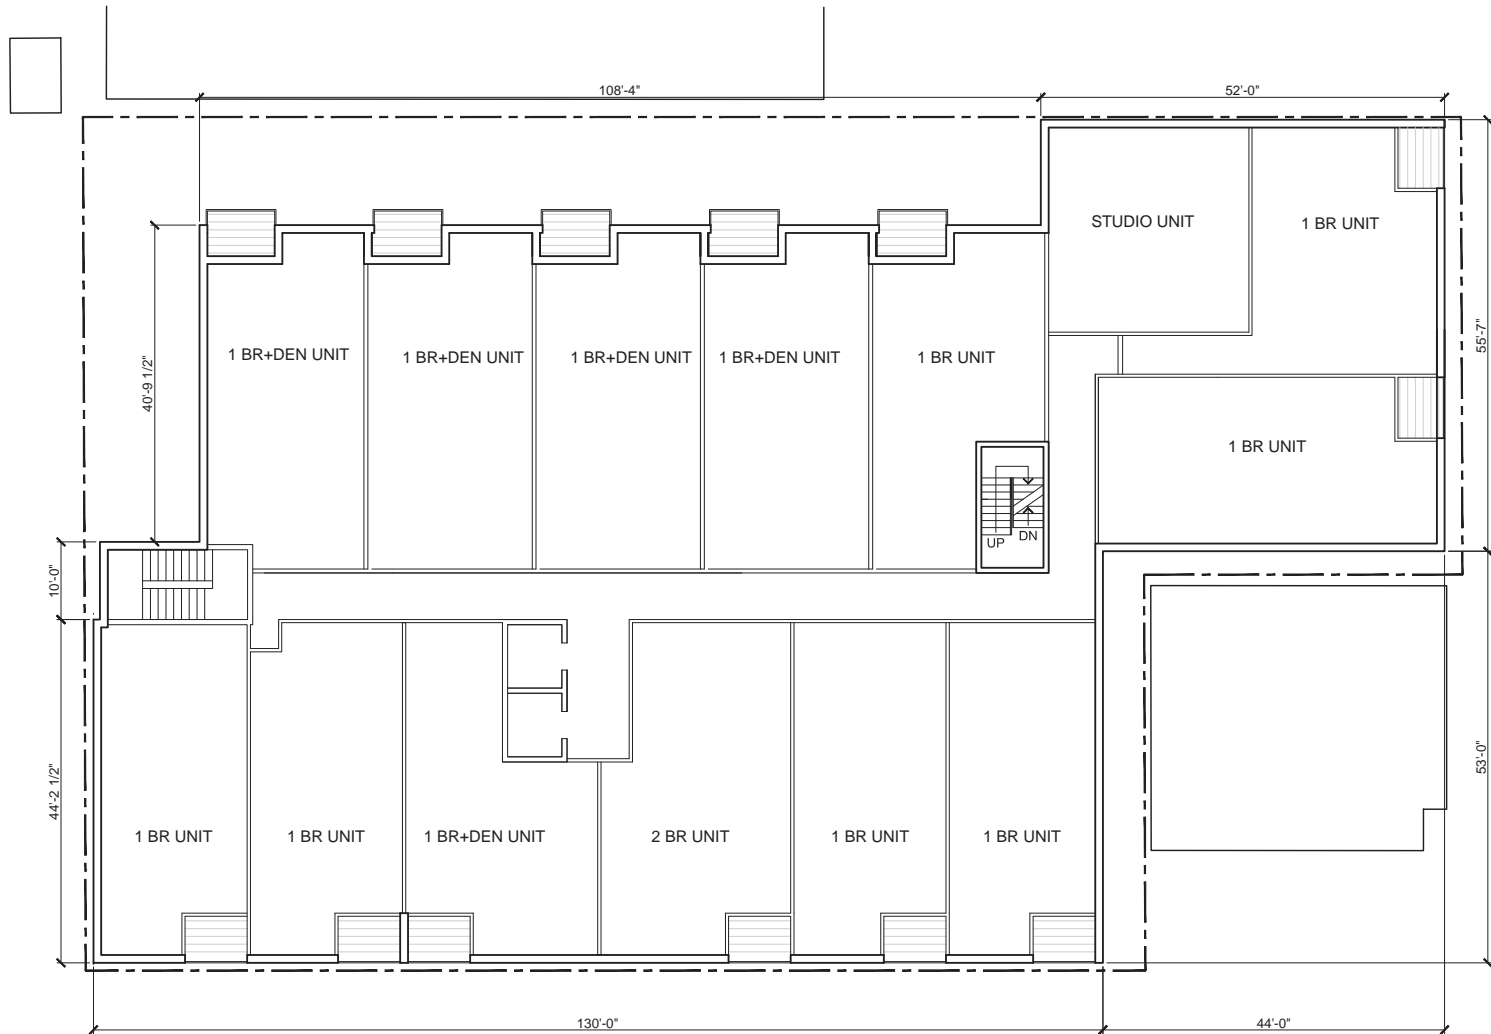 108'-4"
52'-0"
STUDIO UNIT
1 BR UNIT
40'-9 1/2"
55'-7"
1 BR+DEN UNIT
1 BR+DEN UNIT
1 BR+DEN UNIT
1 BR+DEN UNIT
1 BR UNIT
1 BR UNIT
UP
DN
10'-0"
44'-2 1/2"
53'-0"
1 BR UNIT
1 BR UNIT
1 BR+DEN UNIT
2 BR UNIT
1 BR UNIT
1 BR UNIT
130'-0"
44'-0"